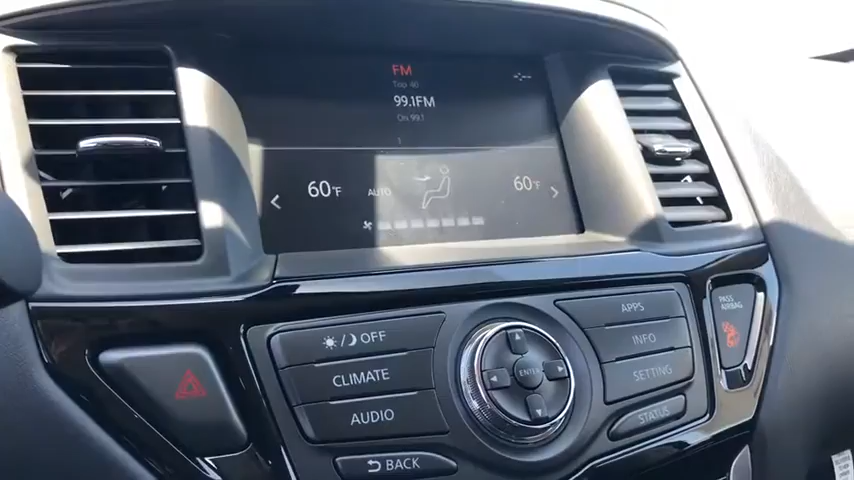 FM
Top 40
--:--
99.1FM
On 99.1
1
60°F
AUTO
60°F
OFF
CLIMATE
AUDIO
BACK
ENTER
APPS
INFO
SETTING
STATUS
PASS
AIRBAG